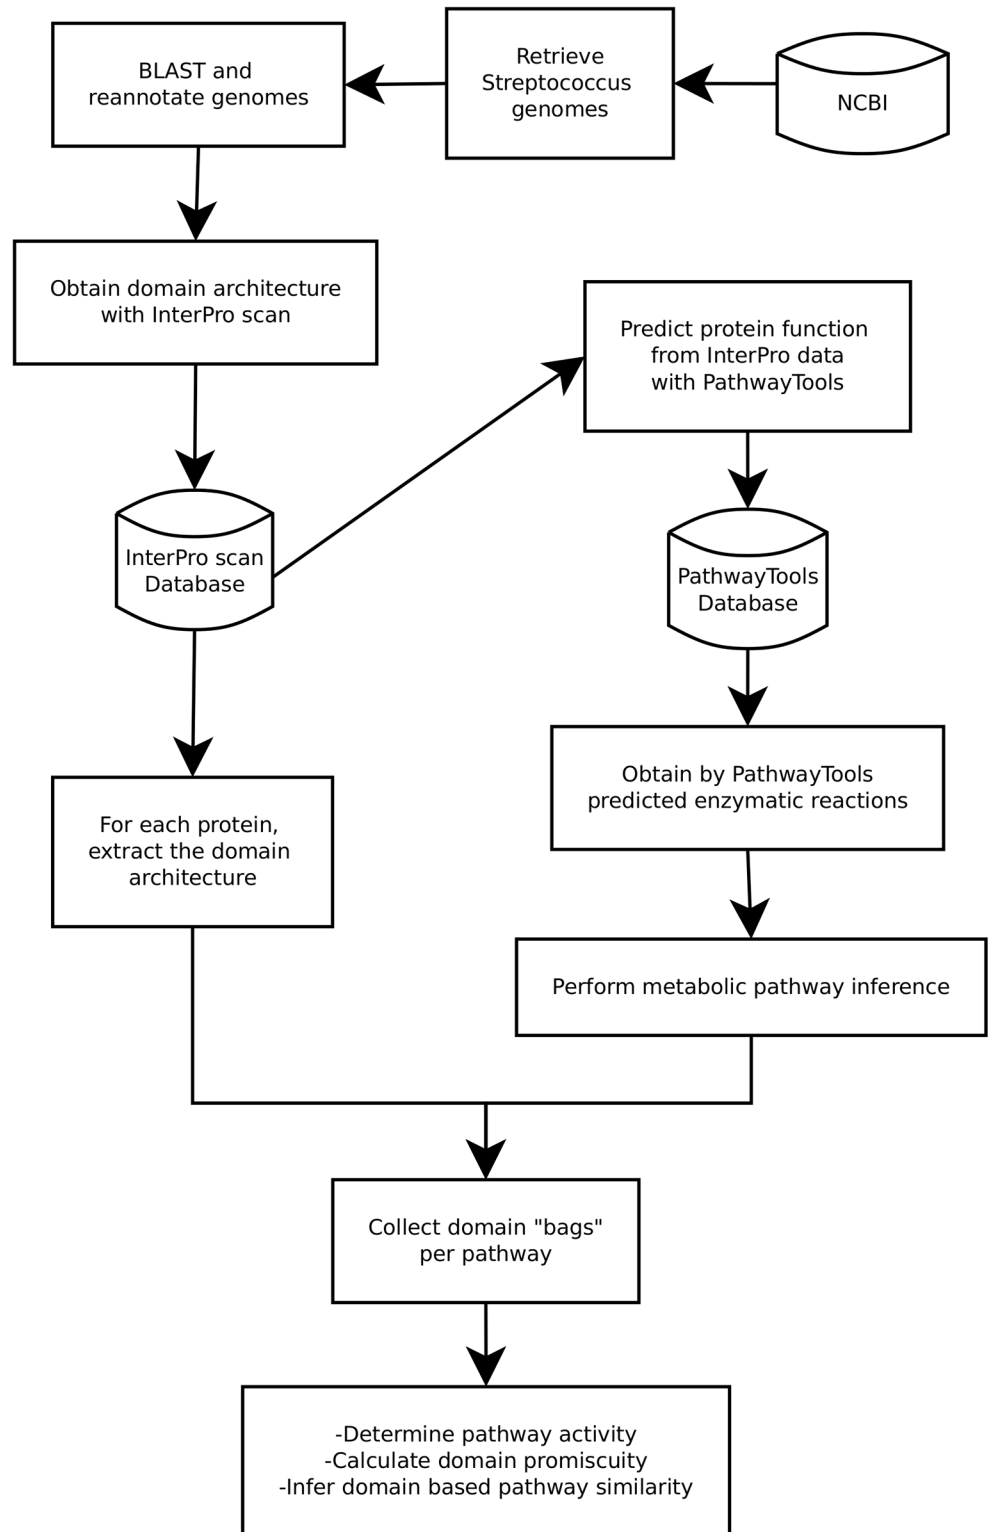 BLAST and
reannotate genomes
Retrieve
Streptococcus
genomes
NCBI
Obtain domain architecture
with InterPro scan
Predict protein function
from InterPro data
with PathwayTools
InterPro scan
Database
PathwayTools
Database
Obtain by PathwayTools
predicted enzymatic reactions
For each protein,
extract the domain
architecture
Perform metabolic pathway inference
Collect domain "bags"
per pathway
-Determine pathway activity
-Calculate domain promiscuity
-Infer domain based pathway similarity